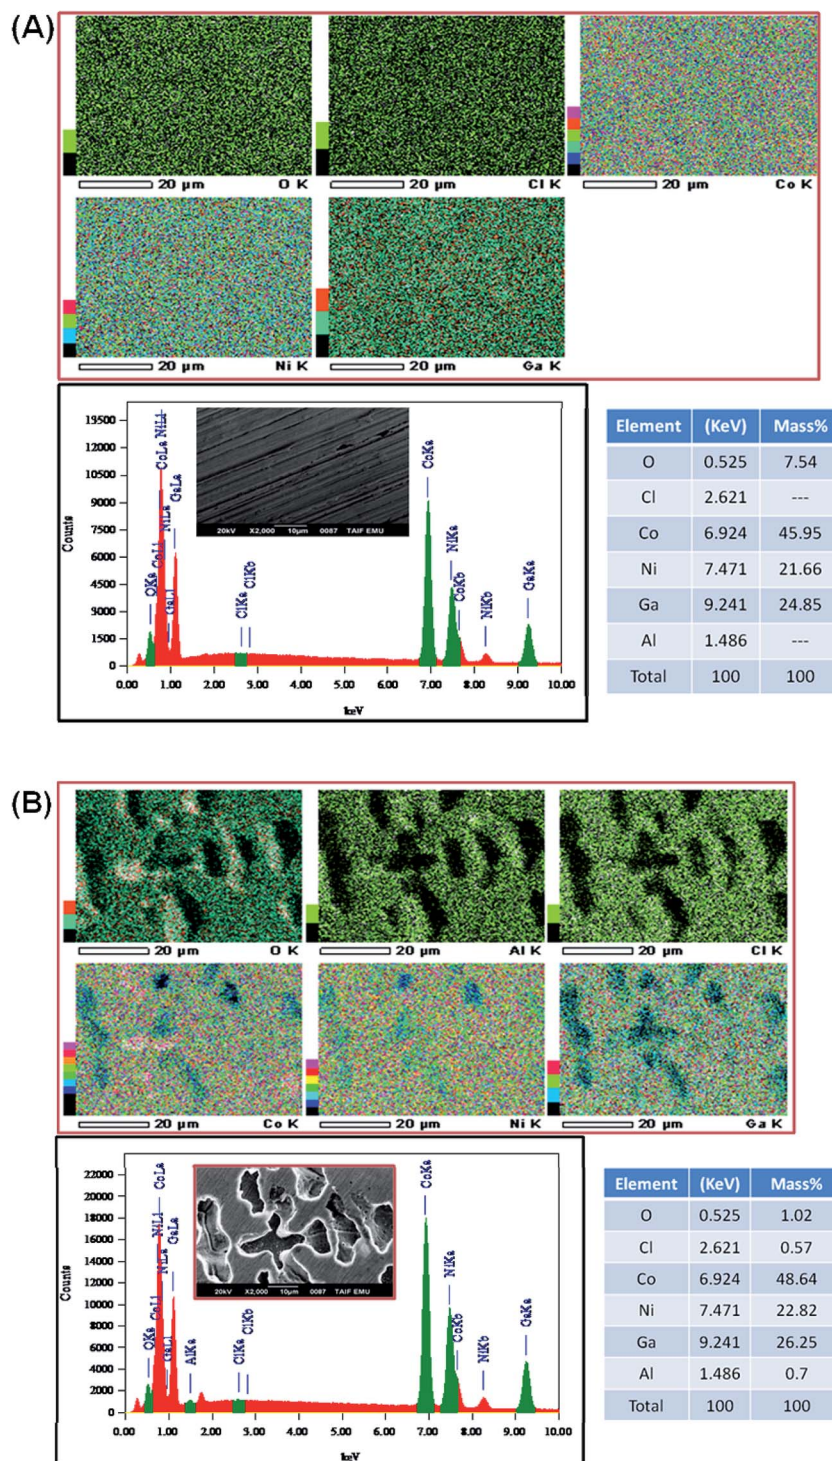 (A)
20 µm 20 µm 20 µm
O K Cl K Co K
20 µm 20 µm
Ni K Ga K
19500
13500
10500
7500
6000
4500
3000
1500
0
Counts
OKa
CoLl
CoLa NiLl
NiLa
GaLl
GaLa
ClKa
ClKb
CoKa
NiKa
CoKb
NiKb
GaKa
20kV X2,000 10µm 0087 TAIF EMU
0.00 1.00 2.00 3.00 4.00 5.00 6.00 7.00 8.00 9.00 10.00
keV
Element (KeV) Mass%
O 0.525 7.54
Cl 2.621 ---
Co 6.924 45.95
Ni 7.471 21.66
Ga 9.241 24.85
Al 1.486 ---
Total 100 100
(B)
20 µm 20 µm 20 µm
O K Al K Cl K
20 µm 20 µm 20 µm
Co K Ni K Ga K
22000
20000
18000
16000
14000
12000
10000
8000
6000
4000
2000
0
Counts
OKa
CoLl
NiLl
CoLa
NiLa
GaLl
GaLa
AlKa
ClKa
ClKb
CoKa
NiKa
CoKb
NiKb
GaKa
20kV X2,000 10µm 0087 TAIF EMU
0.00 1.00 2.00 3.00 4.00 5.00 6.00 7.00 8.00 9.00 10.00
keV
Element (KeV) Mass%
O 0.525 1.02
Cl 2.621 0.57
Co 6.924 48.64
Ni 7.471 22.82
Ga 9.241 26.25
Al 1.486 0.7
Total 100 100